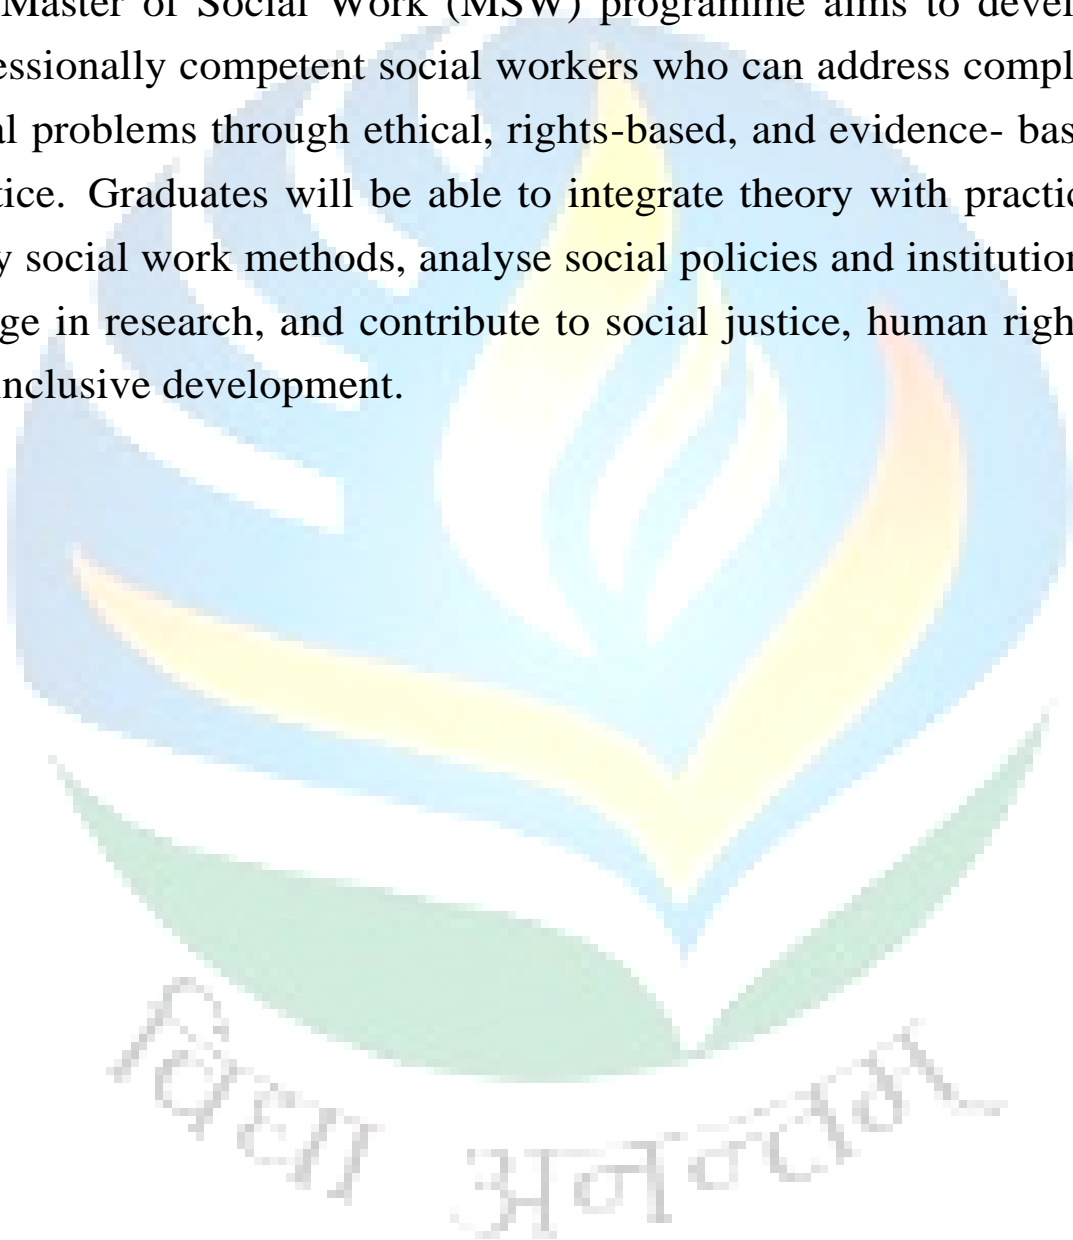 Master of Social Work (MSW) programme aims to devel
essionally competent social workers who can address compl
al problems through ethical, rights-based, and evidence- bas
tice. Graduates will be able to integrate theory with practic
y social work methods, analyse social policies and institution
ge in research, and contribute to social justice, human righ
inclusive development.
विद्या अनन्तम्